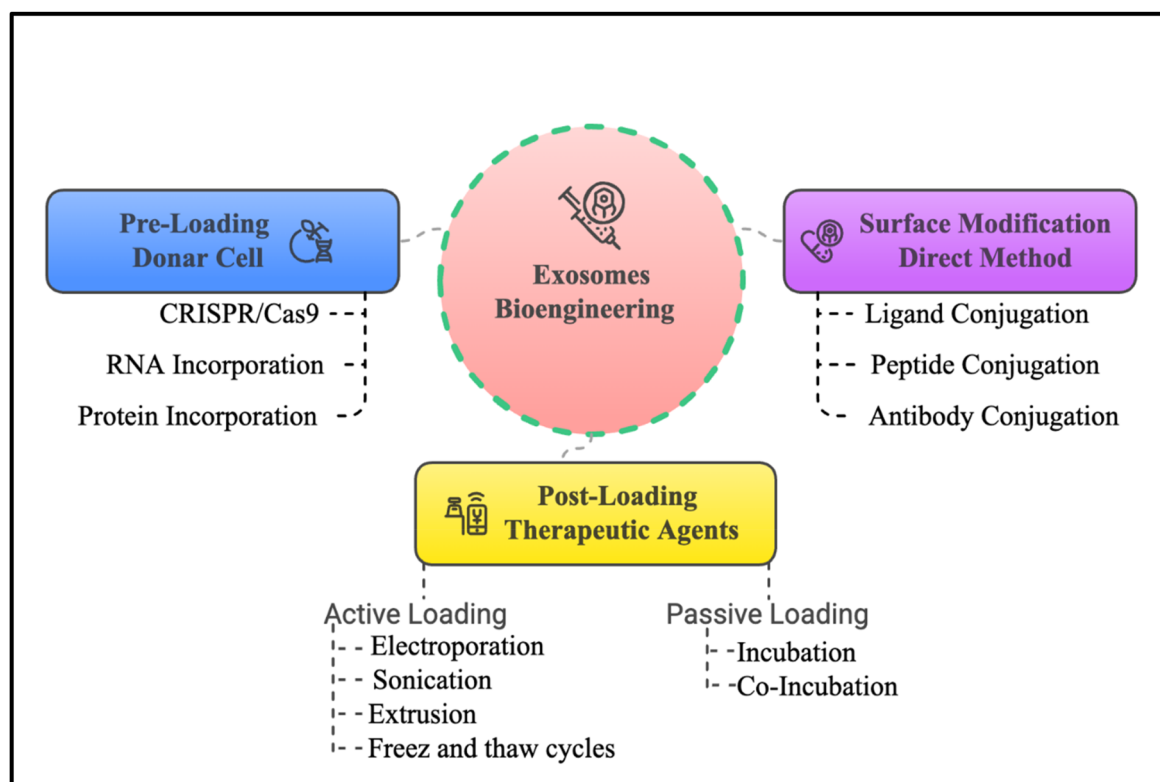 Exosomes
Bioengineering
Pre-Loading
Donar Cell
CRISPR/Cas9
RNA Incorporation
Protein Incorporation
Surface Modification
Direct Method
Ligand Conjugation
Peptide Conjugation
Antibody Conjugation
Post-Loading
Therapeutic Agents
Active Loading
Electroporation
Sonication
Extrusion
Freez and thaw cycles
Passive Loading
Incubation
Co-Incubation